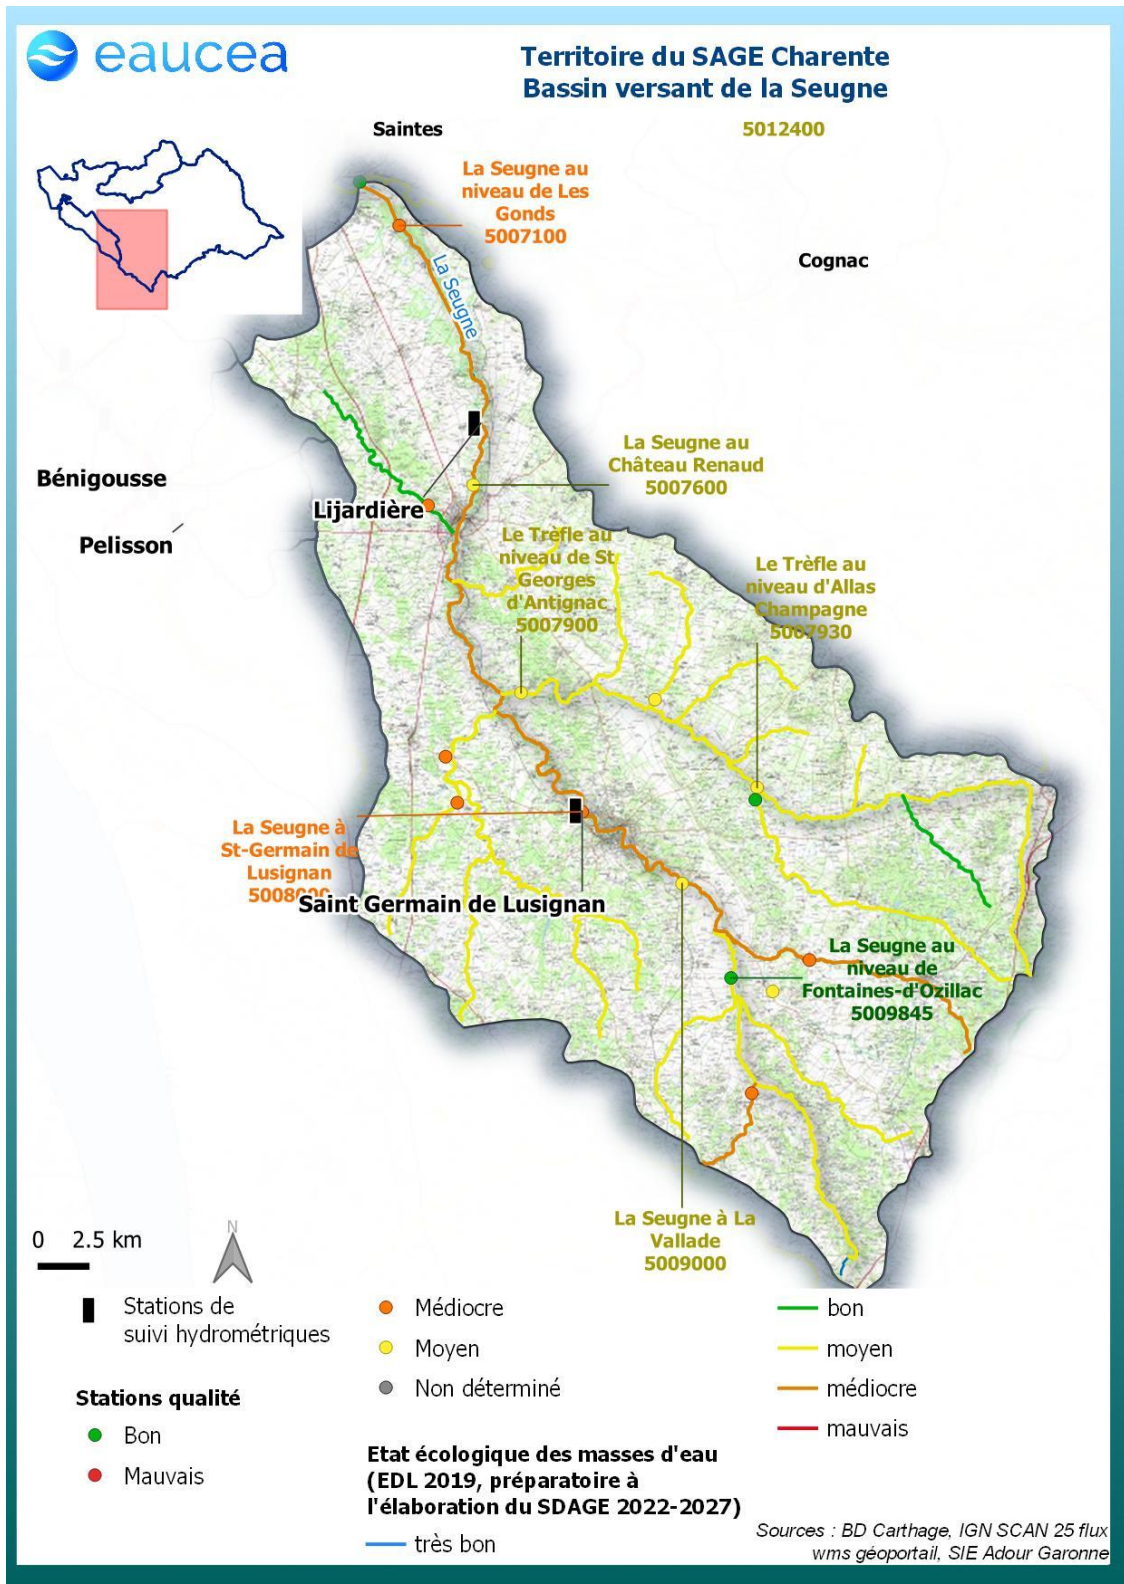 eaucea
Territoire du SAGE Charente
Bassin versant de la Seugne
Saintes
5012400
La Seugne au
niveau de Les
Gonds
5007100
Cognac
La Seugne
La Seugne au
Château Renaud
5007600
Bénigousse
Lijardière
Pelisson
Le Trèfle au
niveau de St
Georges
d'Antignac
5007900
Le Trèfle au
niveau d'Allas
Champagne
5007930
La Seugne à
St-Germain de
Lusignan
5008000
Saint Germain de Lusignan
La Seugne au
niveau de
Fontaines-d'Ozillac
5009845
La Seugne à La
Vallade
5009000
0 2.5 km
N
Stations de
suivi hydrométriques
Stations qualité
Bon
Mauvais
Médiocre
Moyen
Non déterminé
Etat écologique des masses d'eau
(EDL 2019, préparatoire à
l'élaboration du SDAGE 2022-2027)
très bon
bon
moyen
médiocre
mauvais
Sources : BD Carthage, IGN SCAN 25 flux
wms géoportail, SIE Adour Garonne